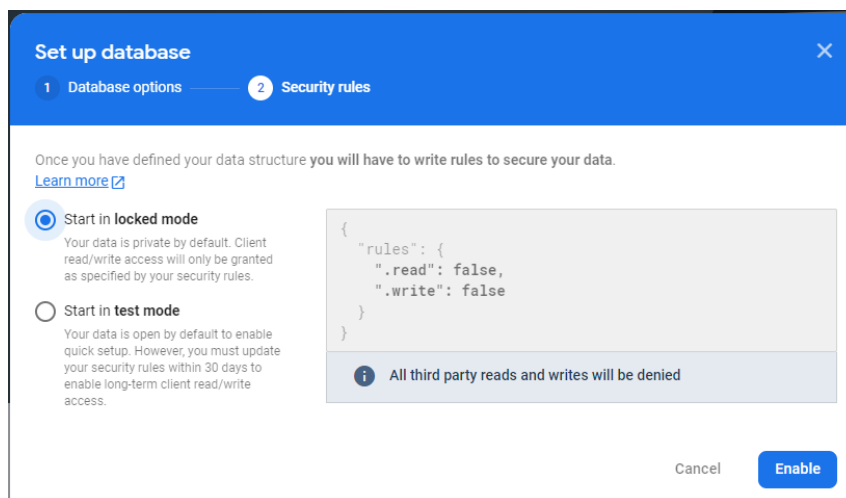 Set up database
1 Database options 2 Security rules
Once you have defined your data structure you will have to write rules to secure your data.
Learn more
Start in locked mode
Your data is private by default. Client
read/write access will only be granted
as specified by your security rules.
Start in test mode
Your data is open by default to enable
quick setup. However, you must update
your security rules within 30 days to
enable long-term client read/write
access.
{
"rules": {
".read": false,
".write": false
}
}
All third party reads and writes will be denied
Cancel Enable